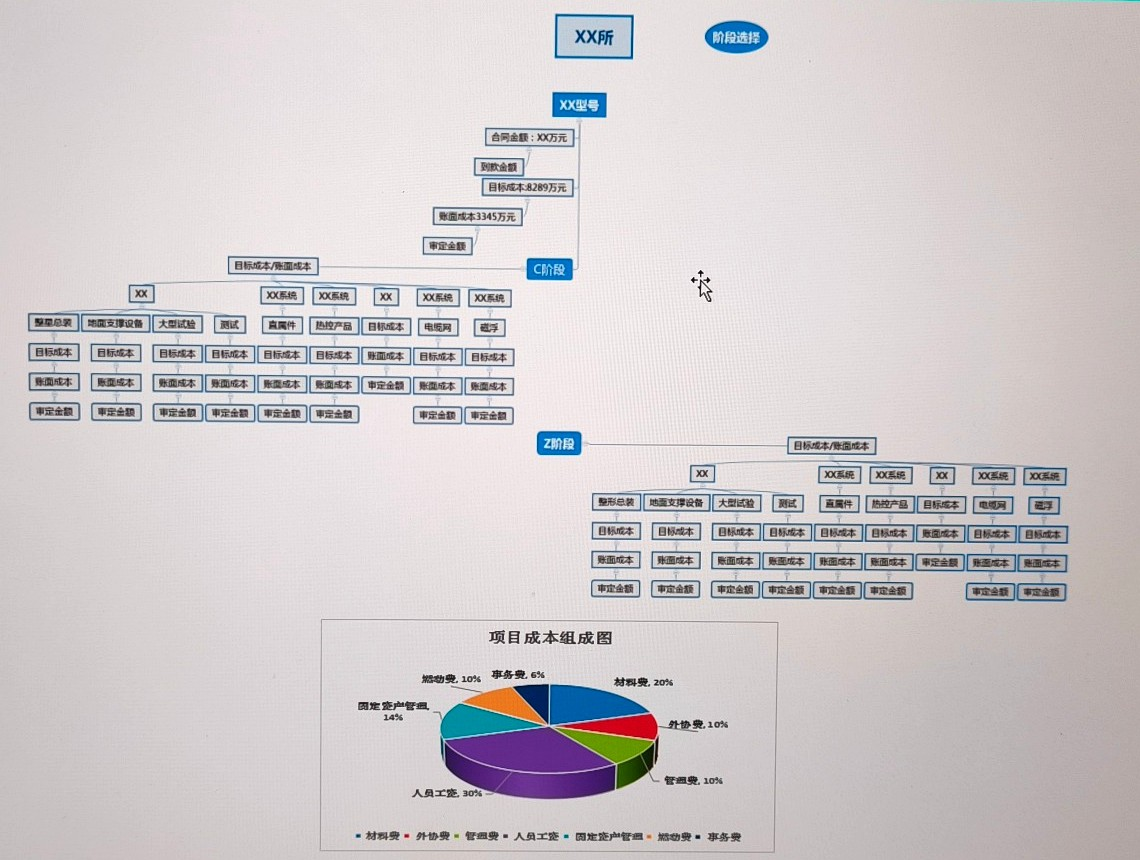 XX所
阶段选择
XX型号
合同金额：XX万元
到款金额
目标成本:8289万元
账面成本3345万元
审定金额
目标成本/账面成本
C阶段
XX XX系统 XX系统 XX XX系统 XX系统
整星总装 地面支撑设备 大型试验 测试 直属件 热控产品 目标成本 电缆网 磁浮
目标成本 目标成本 目标成本 目标成本 目标成本 目标成本 账面成本 目标成本 目标成本
账面成本 账面成本 账面成本 账面成本 账面成本 账面成本 审定金额 账面成本 账面成本
审定金额 审定金额 审定金额 审定金额 审定金额 审定金额 审定金额 审定金额
Z阶段
目标成本/账面成本
XX XX系统 XX系统 XX XX系统 XX系统
整形总装 地面支撑设备 大型试验 测试 直属件 热控产品 目标成本 电缆网 磁浮
目标成本 目标成本 目标成本 目标成本 目标成本 目标成本 账面成本 目标成本 目标成本
账面成本 账面成本 账面成本 账面成本 账面成本 账面成本 审定金额 账面成本 账面成本
审定金额 审定金额 审定金额 审定金额 审定金额 审定金额 审定金额 审定金额
项目成本组成图
燃动费, 10%
事务费, 6%
材料费, 20%
固定资产管理,
14%
外协费, 10%
管理费, 10%
人员工资, 30%
材料费 外协费 管理费 人员工资 固定资产管理 燃动费 事务费